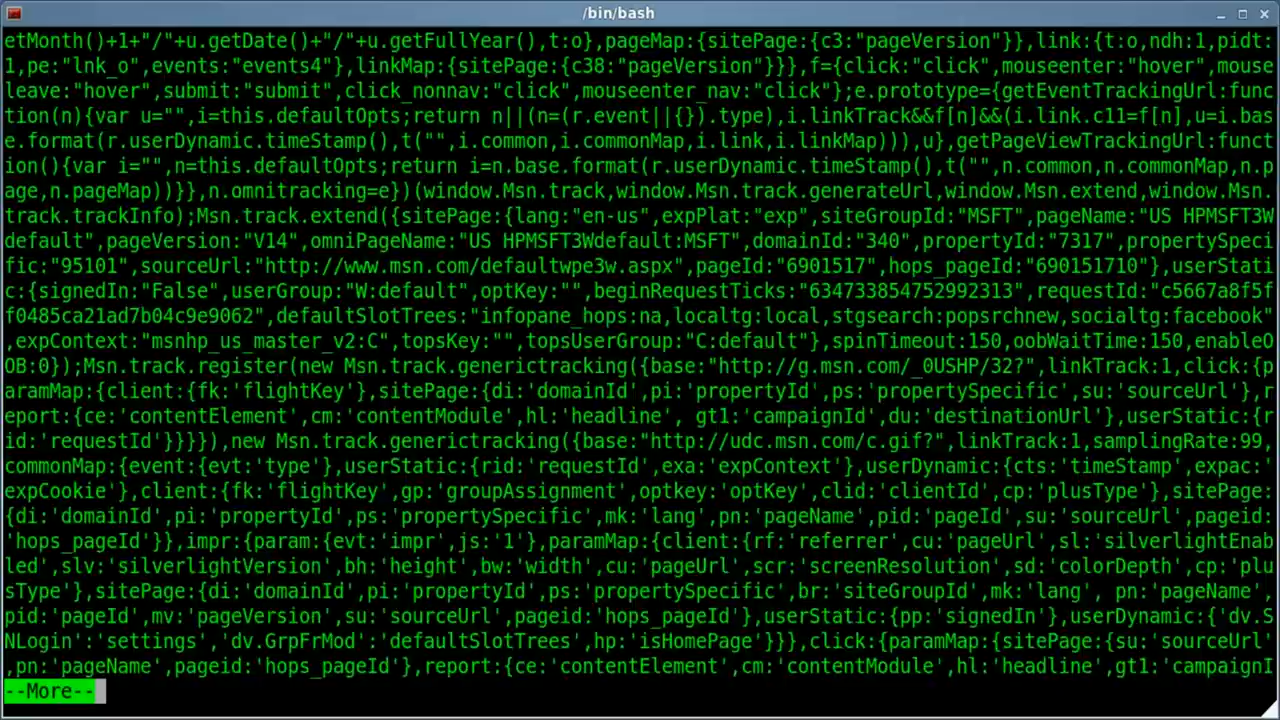 /bin/bash
etMonth()+1+"/"+u.getDate()+"/"+u.getFullYear(),t:o},pageMap:{sitePage:{c3:"pageVersion"}},link:{t:o,ndh:1,pidt:
1,pe:"lnk_o",events:"events4"},linkMap:{sitePage:{c38:"pageVersion"}}},f={click:"click",mouseenter:"hover",mouse
leave:"hover",submit:"submit",click_nonnav:"click",mouseenter_nav:"click"};e.prototype={getEventTrackingUrl:func
tion(n){var u="",i=this.defaultOpts;return n||(n=(r.event||{}).type),i.linkTrack&&f[n]&&(i.link.c11=f[n],u=i.bas
e.format(r.userDynamic.timeStamp(),t("",i.common,i.commonMap,i.link,i.linkMap))),u},getPageViewTrackingUrl:funct
ion(){var i="",n=this.defaultOpts;return i=n.base.format(r.userDynamic.timeStamp(),t("",n.common,n.commonMap,n.p
age,n.pageMap))}},n.omnitracking=e})(window.Msn.track,window.Msn.track.generateUrl,window.Msn.extend,window.Msn.
track.trackInfo);Msn.track.extend({sitePage:{lang:"en-us",expPlat:"exp",siteGroupId:"MSFT",pageName:"US HPMSFT3W
default",pageVersion:"V14",omniPageName:"US HPMSFT3Wdefault:MSFT",domainId:"340",propertyId:"7317",propertySpeci
fic:"95101",sourceUrl:"http://www.msn.com/defaultwpe3w.aspx",pageId:"6901517",hops_pageId:"690151710"},userStati
c:{signedIn:"False",userGroup:"W:default",optKey:"",beginRequestTicks:"634733854752992313",requestId:"c5667a8f5f
f0485ca21ad7b04c9e9062",defaultSlotTrees:"infopane_hops:na,localtg:local,stgsearch:popsrchnew,socialtg:facebook"
,expContext:"msnhp_us_master_v2:C",topsKey:"",topsUserGroup:"C:default"},spinTimeout:150,oobWaitTime:150,enableO
OB:0});Msn.track.register(new Msn.track.generictracking({base:"http://g.msn.com/_0USHP/32?",linkTrack:1,click:{p
aramMap:{client:{fk:'flightKey'},sitePage:{di:'domainId',pi:'propertyId',ps:'propertySpecific',su:'sourceUrl'},r
eport:{ce:'contentElement',cm:'contentModule',hl:'headline', gt1:'campaignId',du:'destinationUrl'},userStatic:{r
id:'requestId'}}}}),new Msn.track.generictracking({base:"http://udc.msn.com/c.gif?",linkTrack:1,samplingRate:99,
commonMap:{event:{evt:'type'},userStatic:{rid:'requestId',exa:'expContext'},userDynamic:{cts:'timeStamp',expac:'
expCookie'},client:{fk:'flightKey',gp:'groupAssignment',optkey:'optKey',clid:'clientId',cp:'plusType'},sitePage:
{di:'domainId',pi:'propertyId',ps:'propertySpecific',mk:'lang',pn:'pageName',pid:'pageId',su:'sourceUrl',pageid:
'hops_pageId'}},impr:{param:{evt:'impr',js:'1'},paramMap:{client:{rf:'referrer',cu:'pageUrl',sl:'silverlightEnab
led',slv:'silverlightVersion',bh:'height',bw:'width',cu:'pageUrl',scr:'screenResolution',sd:'colorDepth',cp:'plu
sType'},sitePage:{di:'domainId',pi:'propertyId',ps:'propertySpecific',br:'siteGroupId',mk:'lang', pn:'pageName',
pid:'pageId',mv:'pageVersion',su:'sourceUrl',pageid:'hops_pageId'},userStatic:{pp:'signedIn'},userDynamic:{'dv.S
NLogin':'settings','dv.GrpFrMod':'defaultSlotTrees',hp:'isHomePage'}}},click:{paramMap:{sitePage:{su:'sourceUrl'
,pn:'pageName',pageid:'hops_pageId'},report:{ce:'contentElement',cm:'contentModule',hl:'headline',gt1:'campaignI
--More--